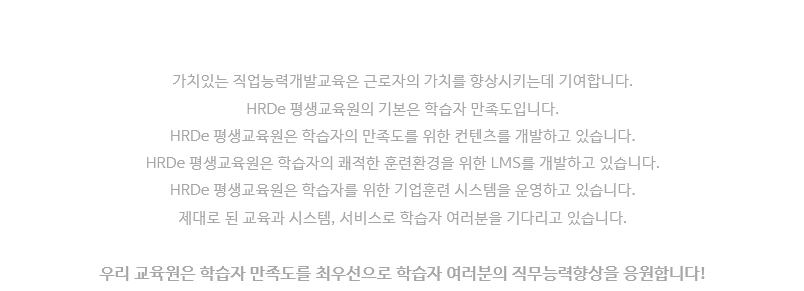 가치있는 직업능력개발교육은 근로자의 가치를 향상시키는데 기여합니다.
HRDe 평생교육원의 기본은 학습자 만족도입니다.
HRDe 평생교육원은 학습자의 만족도를 위한 컨텐츠를 개발하고 있습니다.
HRDe 평생교육원은 학습자의 쾌적한 훈련환경을 위한 LMS를 개발하고 있습니다.
HRDe 평생교육원은 학습자를 위한 기업훈련 시스템을 운영하고 있습니다.
제대로 된 교육과 시스템, 서비스로 학습자 여러분을 기다리고 있습니다.
우리 교육원은 학습자 만족도를 최우선으로 학습자 여러분의 직무능력향상을 응원합니다!